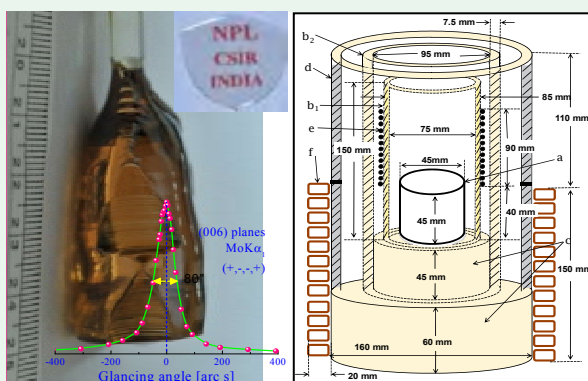 NPL
CSIR
INDIA
(006) planes
MoKα1
(+,-,-,+)
80"
-400
-200
0
200
400
Glancing angle [arc s]
7.5 mm
b2
95 mm
d
b1
85 mm
e
75 mm
110 mm
150 mm
90 mm
f
45mm
a
45 mm
40 mm
c
45 mm
150 mm
60 mm
160 mm
20 mm